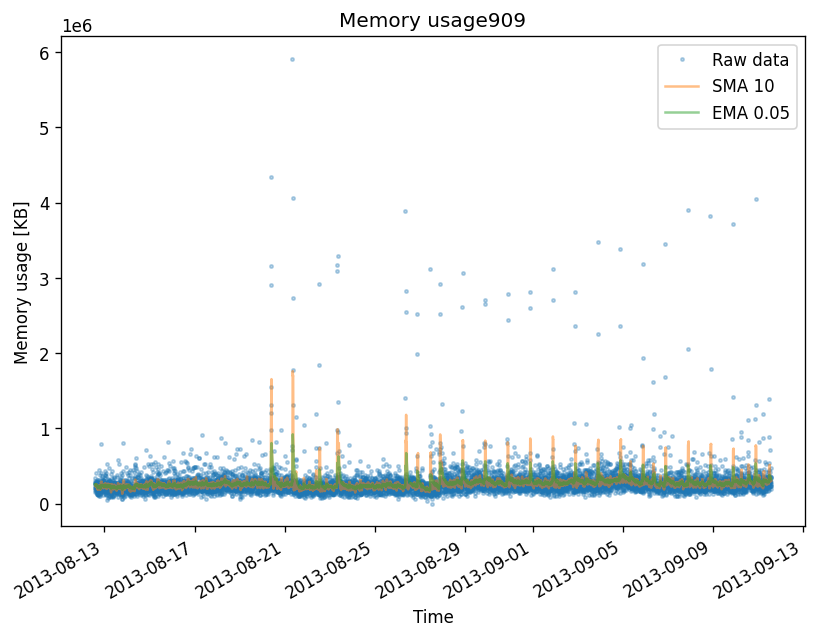 Memory usage909
1e6
Raw data
SMA 10
EMA 0.05
6
5
4
3
2
1
0
Memory usage [KB]
2013-08-13
2013-08-17
2013-08-21
2013-08-25
2013-08-29
2013-09-01
2013-09-05
2013-09-09
2013-09-13
Time